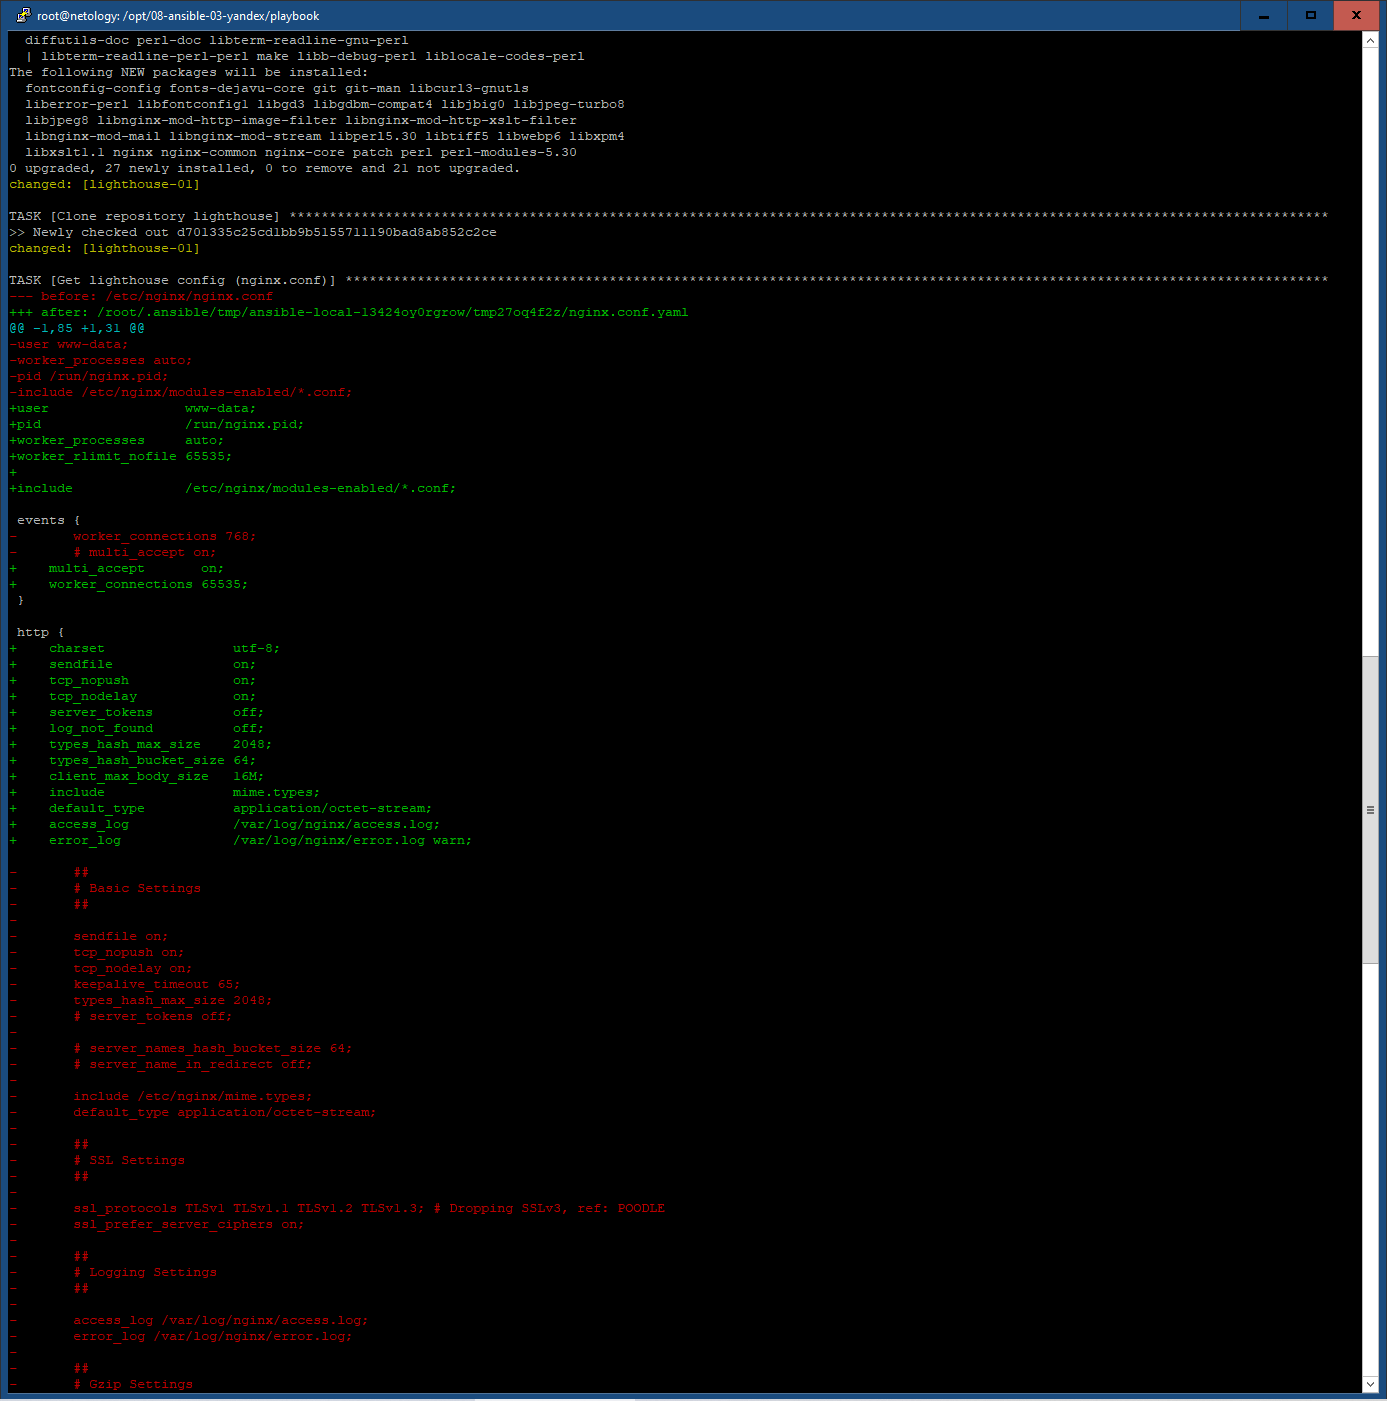 root@netology: /opt/08-ansible-03-yandex/playbook
  diffutils-doc perl-doc libterm-readline-gnu-perl
  | libterm-readline-perl-perl make libb-debug-perl liblocale-codes-perl
The following NEW packages will be installed:
  fontconfig-config fonts-dejavu-core git git-man libcurl3-gnutls
  liberror-perl libfontconfig1 libgd3 libgdbm-compat4 libjbig0 libjpeg-turbo8
  libjpeg8 libnginx-mod-http-image-filter libnginx-mod-http-xslt-filter
  libnginx-mod-mail libnginx-mod-stream libperl5.30 libtiff5 libwebp6 libxpm4
  libxslt1.1 nginx nginx-common nginx-core patch perl perl-modules-5.30
0 upgraded, 27 newly installed, 0 to remove and 21 not upgraded.
changed: [lighthouse-01]
TASK [Clone repository lighthouse] **********************************************************************************************************************************
>> Newly checked out d701335c25cd1bb9b5155711190bad8ab852c2ce
changed: [lighthouse-01]
TASK [Get lighthouse config (nginx.conf)] ***************************************************************************************************************************
--- before: /etc/nginx/nginx.conf
+++ after: /root/.ansible/tmp/ansible-local-13424oy0rgrow/tmp27oq4f2z/nginx.conf.yaml
@@ -1,85 +1,31 @@
-user www-data;
-worker_processes auto;
-pid /run/nginx.pid;
-include /etc/nginx/modules-enabled/*.conf;
+user                 www-data;
+pid                  /run/nginx.pid;
+worker_processes     auto;
+worker_rlimit_nofile 65535;
+
+include              /etc/nginx/modules-enabled/*.conf;
 events {
-       worker_connections 768;
-       # multi_accept on;
+    multi_accept       on;
+    worker_connections 65535;
 }
 http {
+    charset                utf-8;
+    sendfile               on;
+    tcp_nopush             on;
+    tcp_nodelay            on;
+    server_tokens          off;
+    log_not_found          off;
+    types_hash_max_size    2048;
+    types_hash_bucket_size 64;
+    client_max_body_size   16M;
+    include                mime.types;
+    default_type           application/octet-stream;
+    access_log             /var/log/nginx/access.log;
+    error_log              /var/log/nginx/error.log warn;
-       ##
-       # Basic Settings
-       ##
-
-       sendfile on;
-       tcp_nopush on;
-       tcp_nodelay on;
-       keepalive_timeout 65;
-       types_hash_max_size 2048;
-       # server_tokens off;
-
-       # server_names_hash_bucket_size 64;
-       # server_name_in_redirect off;
-
-       include /etc/nginx/mime.types;
-       default_type application/octet-stream;
-
-       ##
-       # SSL Settings
-       ##
-
-       ssl_protocols TLSv1 TLSv1.1 TLSv1.2 TLSv1.3; # Dropping SSLv3, ref: POODLE
-       ssl_prefer_server_ciphers on;
-
-       ##
-       # Logging Settings
-       ##
-
-       access_log /var/log/nginx/access.log;
-       error_log /var/log/nginx/error.log;
-
-       ##
-       # Gzip Settings